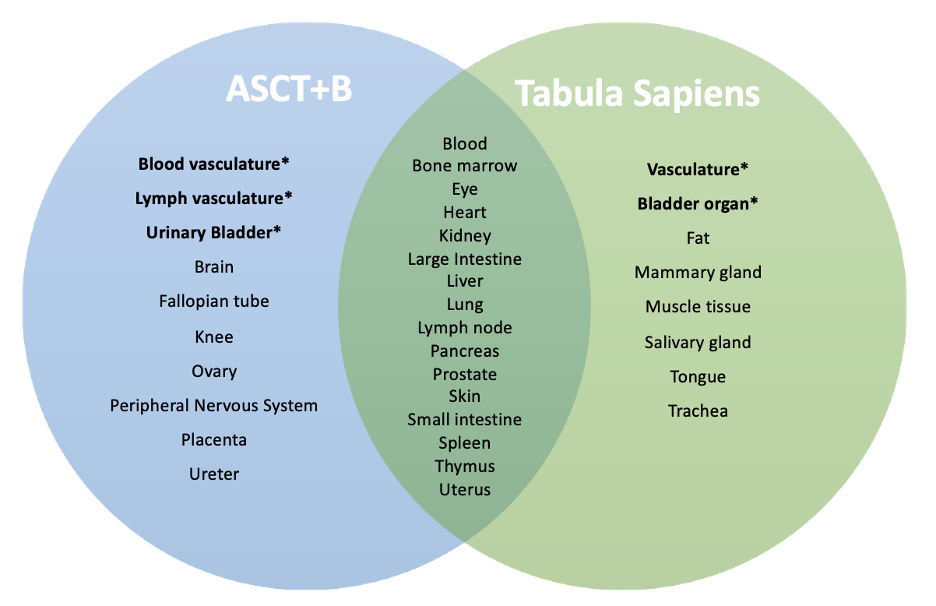 ASCT+B
Blood vasculature*
Lymph vasculature*
Urinary Bladder*
Brain
Fallopian tube
Knee
Ovary
Peripheral Nervous System
Placenta
Ureter
Blood
Bone marrow
Eye
Heart
Kidney
Large Intestine
Liver
Lung
Lymph node
Pancreas
Prostate
Skin
Small intestine
Spleen
Thymus
Uterus
Tabula Sapiens
Vasculature*
Bladder organ*
Fat
Mammary gland
Muscle tissue
Salivary gland
Tongue
Trachea